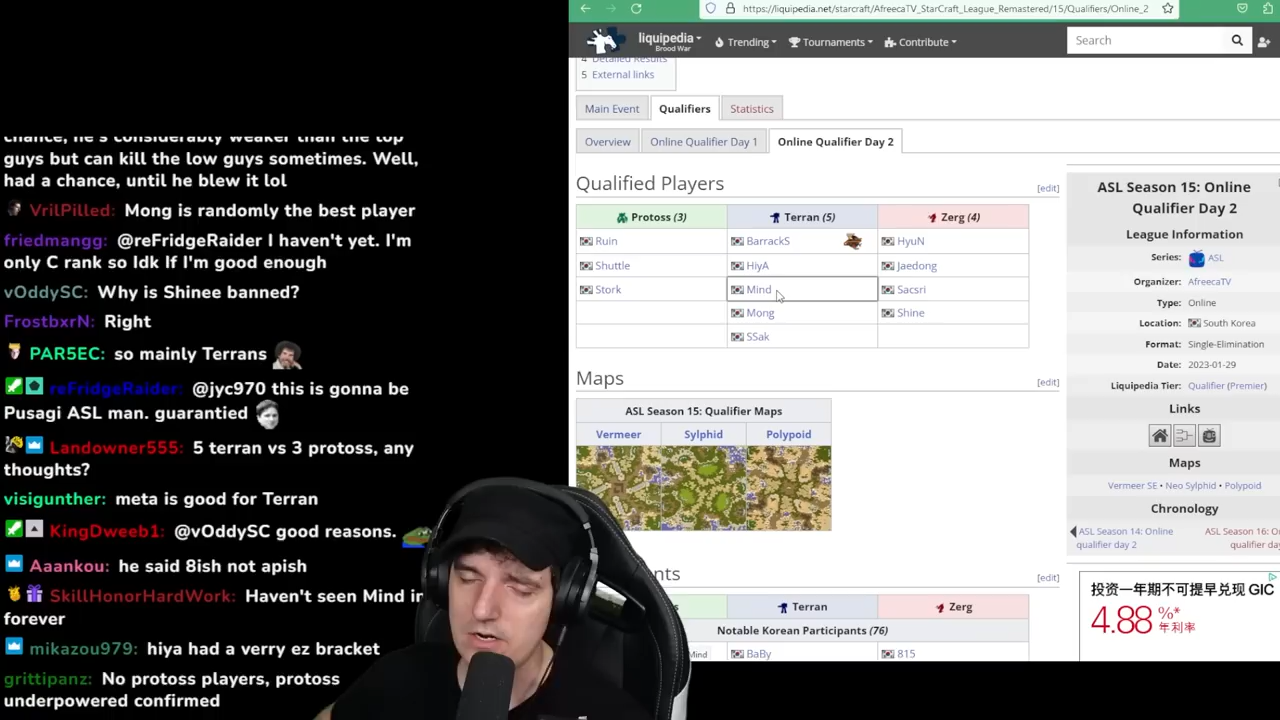 chance, he's considerably weaker than the top
guys but can kill the low guys sometimes. Well,
had a chance, until he blew it lol
VrilPilled: Mong is randomly the best player
friedmangg: @reFridgeRaider I haven't yet. I'm
only C rank so Idk If I'm good enough
vOddySC: Why is Shinee banned?
FrostbxrN: Right
PAR5EC: so mainly Terrans
reFridgeRaider: @jyc970 this is gonna be
Pusagi ASL man. guarantied
Landowner555: 5 terran vs 3 protoss, any
thoughts?
visigunther: meta is good for Terran
KingDweeb1: @vOddySC good reasons.
Aaankou: he said 8ish not apish
SkillHonorHardWork: Haven't seen Mind in
forever
mikazou979: hiya had a verry ez bracket
grittipanz: No protoss players, protoss
underpowered confirmed
https://liquipedia.net/starcraft/AfreecaTV_StarCraft_League_Remastered/15/Qualifiers/Online_2
liquipedia
Brood War
Trending
Tournaments
Contribute
Search
4 Detailed Results
5 External links
Main Event
Qualifiers
Statistics
Overview
Online Qualifier Day 1
Online Qualifier Day 2
Qualified Players
[edit]
Protoss (3) Terran (5) Zerg (4)
Ruin BarrackS HyuN
Shuttle HiyA Jaedong
Stork Mind Sacsri
Mong Shine
SSak
Maps
[edit]
ASL Season 15: Qualifier Maps
Vermeer Sylphid Polypoid
nts
[edit]
s Terran Zerg
Notable Korean Participants (76)
Mind BaBy 815
ASL Season 15: Online
Qualifier Day 2
League Information
Series: ASL
Organizer: AfreecaTV
Type: Online
Location: South Korea
Format: Single-Elimination
Date: 2023-01-29
Liquipedia Tier: Qualifier (Premier)
Links
Maps
Vermeer SE • Neo Sylphid • Polypoid
Chronology
ASL Season 14: Online
qualifier day 2
ASL Season 16: O
qualifier day
投资一年期不可提早兑现 GIC
4.88%*
年利率